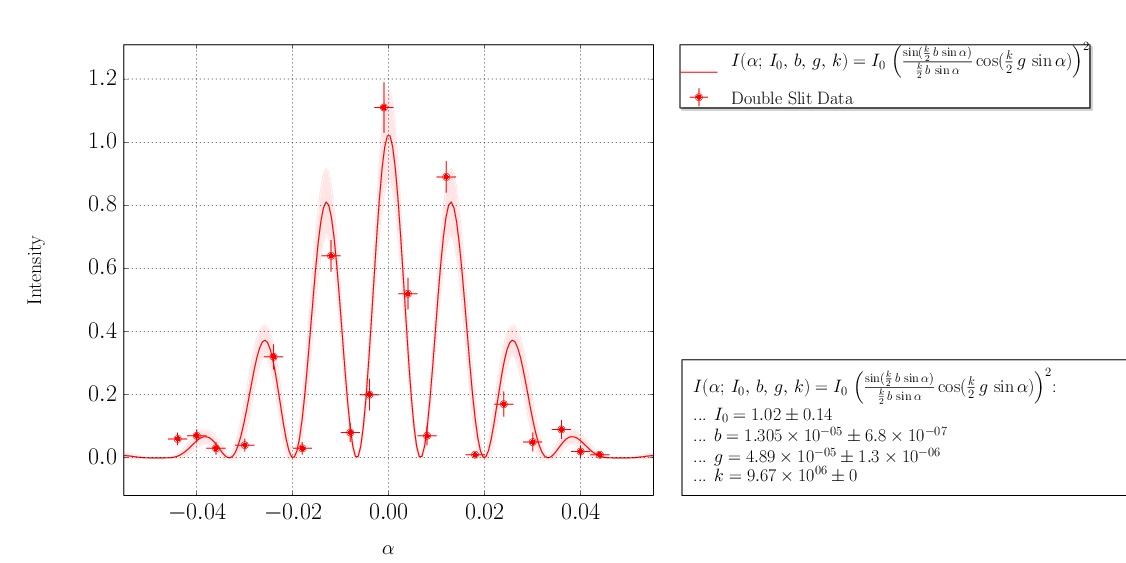 I(α; I₀, b, g, k) = I₀ (sin(k/2 b sin α) / (k/2 b sin α) cos(k/2 g sin α))²
Double Slit Data
1.2
1.0
0.8
0.6
0.4
0.2
0.0
Intensity
−0.04 −0.02 0.00 0.02 0.04
α
I(α; I₀, b, g, k) = I₀ (sin(k/2 b sin α) / (k/2 b sin α) cos(k/2 g sin α))²:
... I₀ = 1.02 ± 0.14
... b = 1.305 × 10⁻⁰⁵ ± 6.8 × 10⁻⁰⁷
... g = 4.89 × 10⁻⁰⁵ ± 1.3 × 10⁻⁰⁶
... k = 9.67 × 10⁰⁶ ± 0